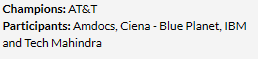 Champions: AT&T
Participants: Amdocs, Ciena - Blue Planet, IBM
and Tech Mahindra